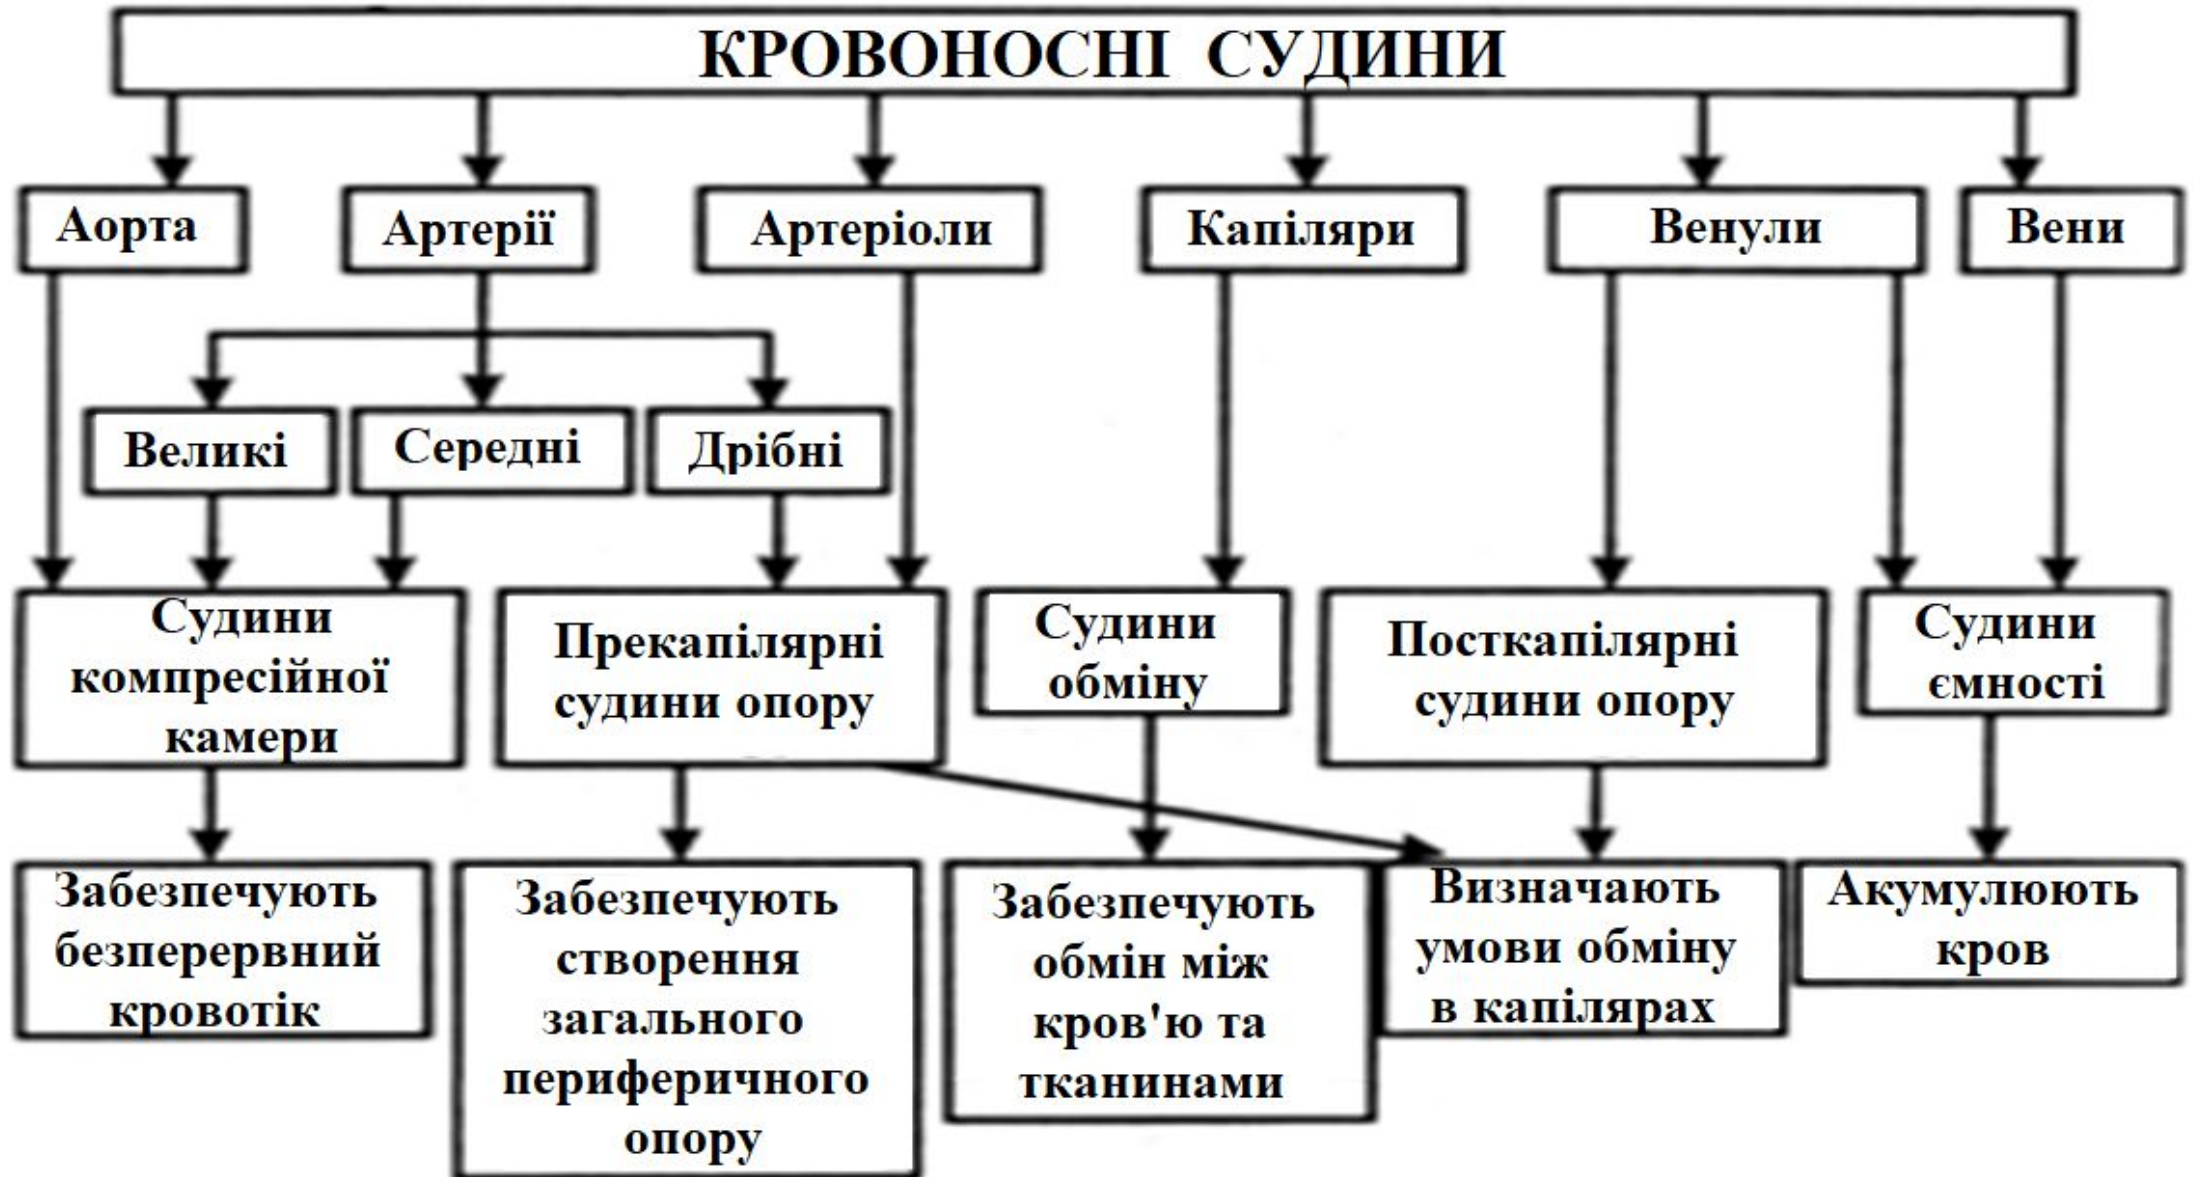 КРОВОНОСНІ СУДИНИ
Аорта
Артерії
Артеріоли
Капіляри
Венули
Вени
Великі
Середні
Дрібні
Судини
компресійної
камери
Прекапілярні
судини опору
Судини
обміну
Посткапілярні
судини опору
Судини
ємності
Забезпечують
безперервний
кровотік
Забезпечують
створення
загального
периферичного
опору
Забезпечують
обмін між
кров'ю та
тканинами
Визначають
умови обміну
в капілярах
Акумулюють
кров